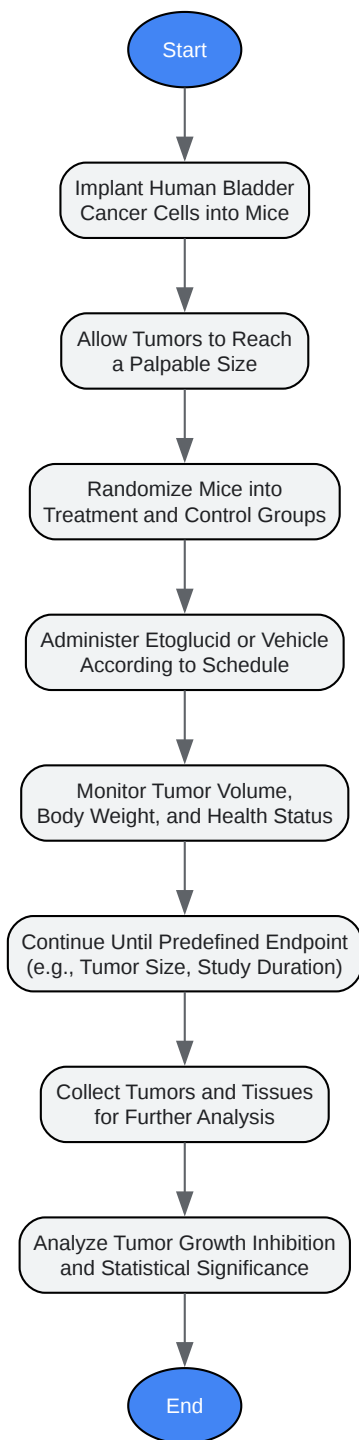 Start
Implant Human Bladder
Cancer Cells into Mice
Allow Tumors to Reach
a Palpable Size
Randomize Mice into
Treatment and Control Groups
Administer Etoglucid or Vehicle
According to Schedule
Monitor Tumor Volume,
Body Weight, and Health Status
Continue Until Predefined Endpoint
(e.g., Tumor Size, Study Duration)
Collect Tumors and Tissues
for Further Analysis
Analyze Tumor Growth Inhibition
and Statistical Significance
End